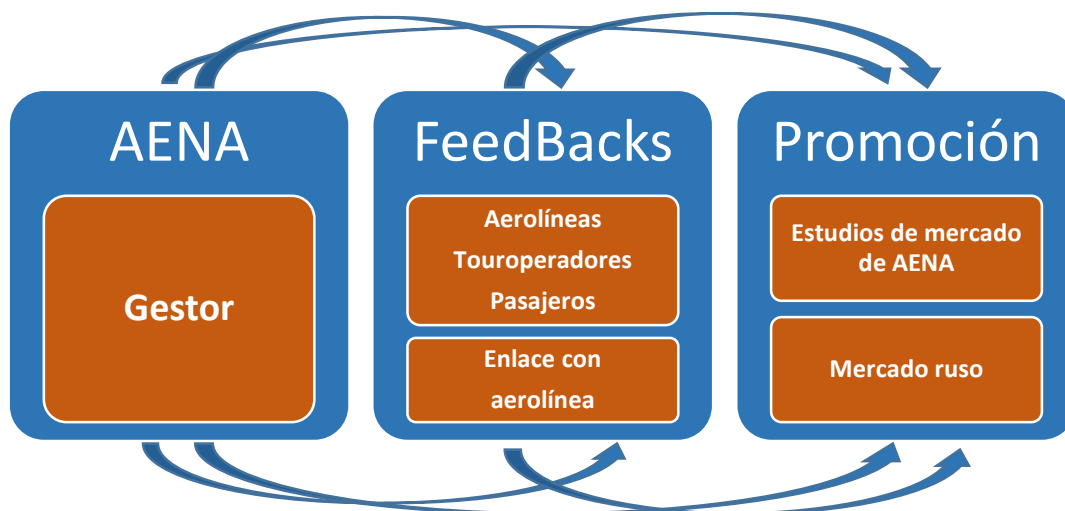 AENA
Gestor
FeedBacks
Aerolíneas
Touroperadores
Pasajeros
Enlace con
aerolínea
Promoción
Estudios de mercado
de AENA
Mercado ruso